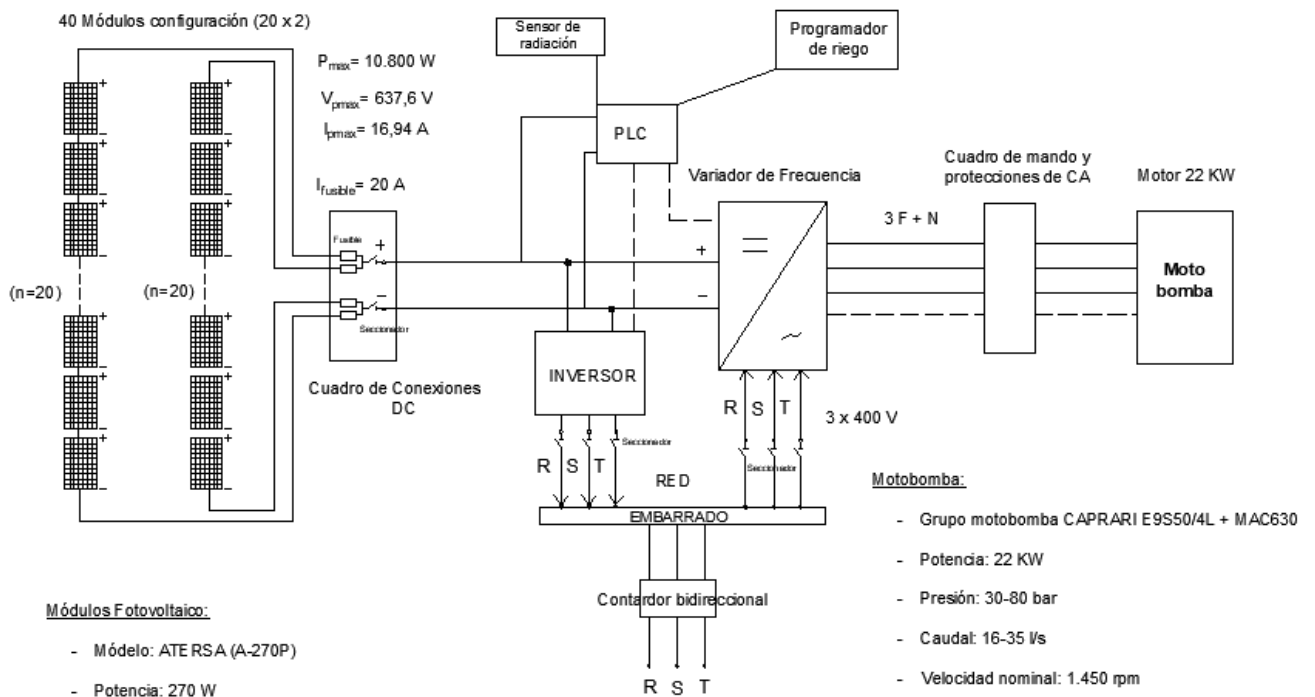 40 Módulos configuración (20 x 2)
Sensor de
radiación
Programador
de riego
Pmax= 10.800 W
Vpmax= 637,6 V
Ipmax= 16,94 A
PLC
Ifusible= 20 A
Variador de Frecuencia
Cuadro de mando y
protecciones de CA
Motor 22 KW
Fusible
+
-
(n=20)
(n=20)
Seccionador
+
-
3 F + N
Moto
bomba
Cuadro de Conexiones
DC
INVERSOR
R S T
3 x 400 V
Seccionador
R S T
Seccionador
RED
EMBARRADO
Contardor bidireccional
R S T
Módulos Fotovoltaico:
- Módelo: ATERSA (A-270P)
- Potencia: 270 W
Motobomba:
- Grupo motobomba CAPRARI E9S50/4L + MAC630
- Potencia: 22 KW
- Presión: 30-80 bar
- Caudal: 16-35 l/s
- Velocidad nominal: 1.450 rpm